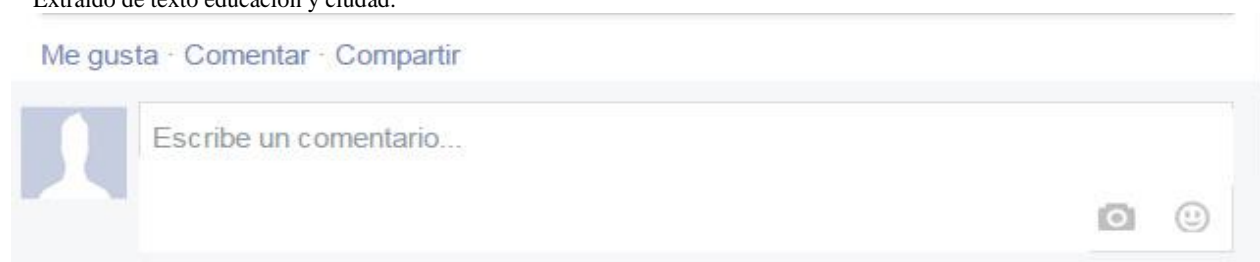 Extraído de texto educación y ciudad.
Me gusta · Comentar · Compartir
Escribe un comentario...